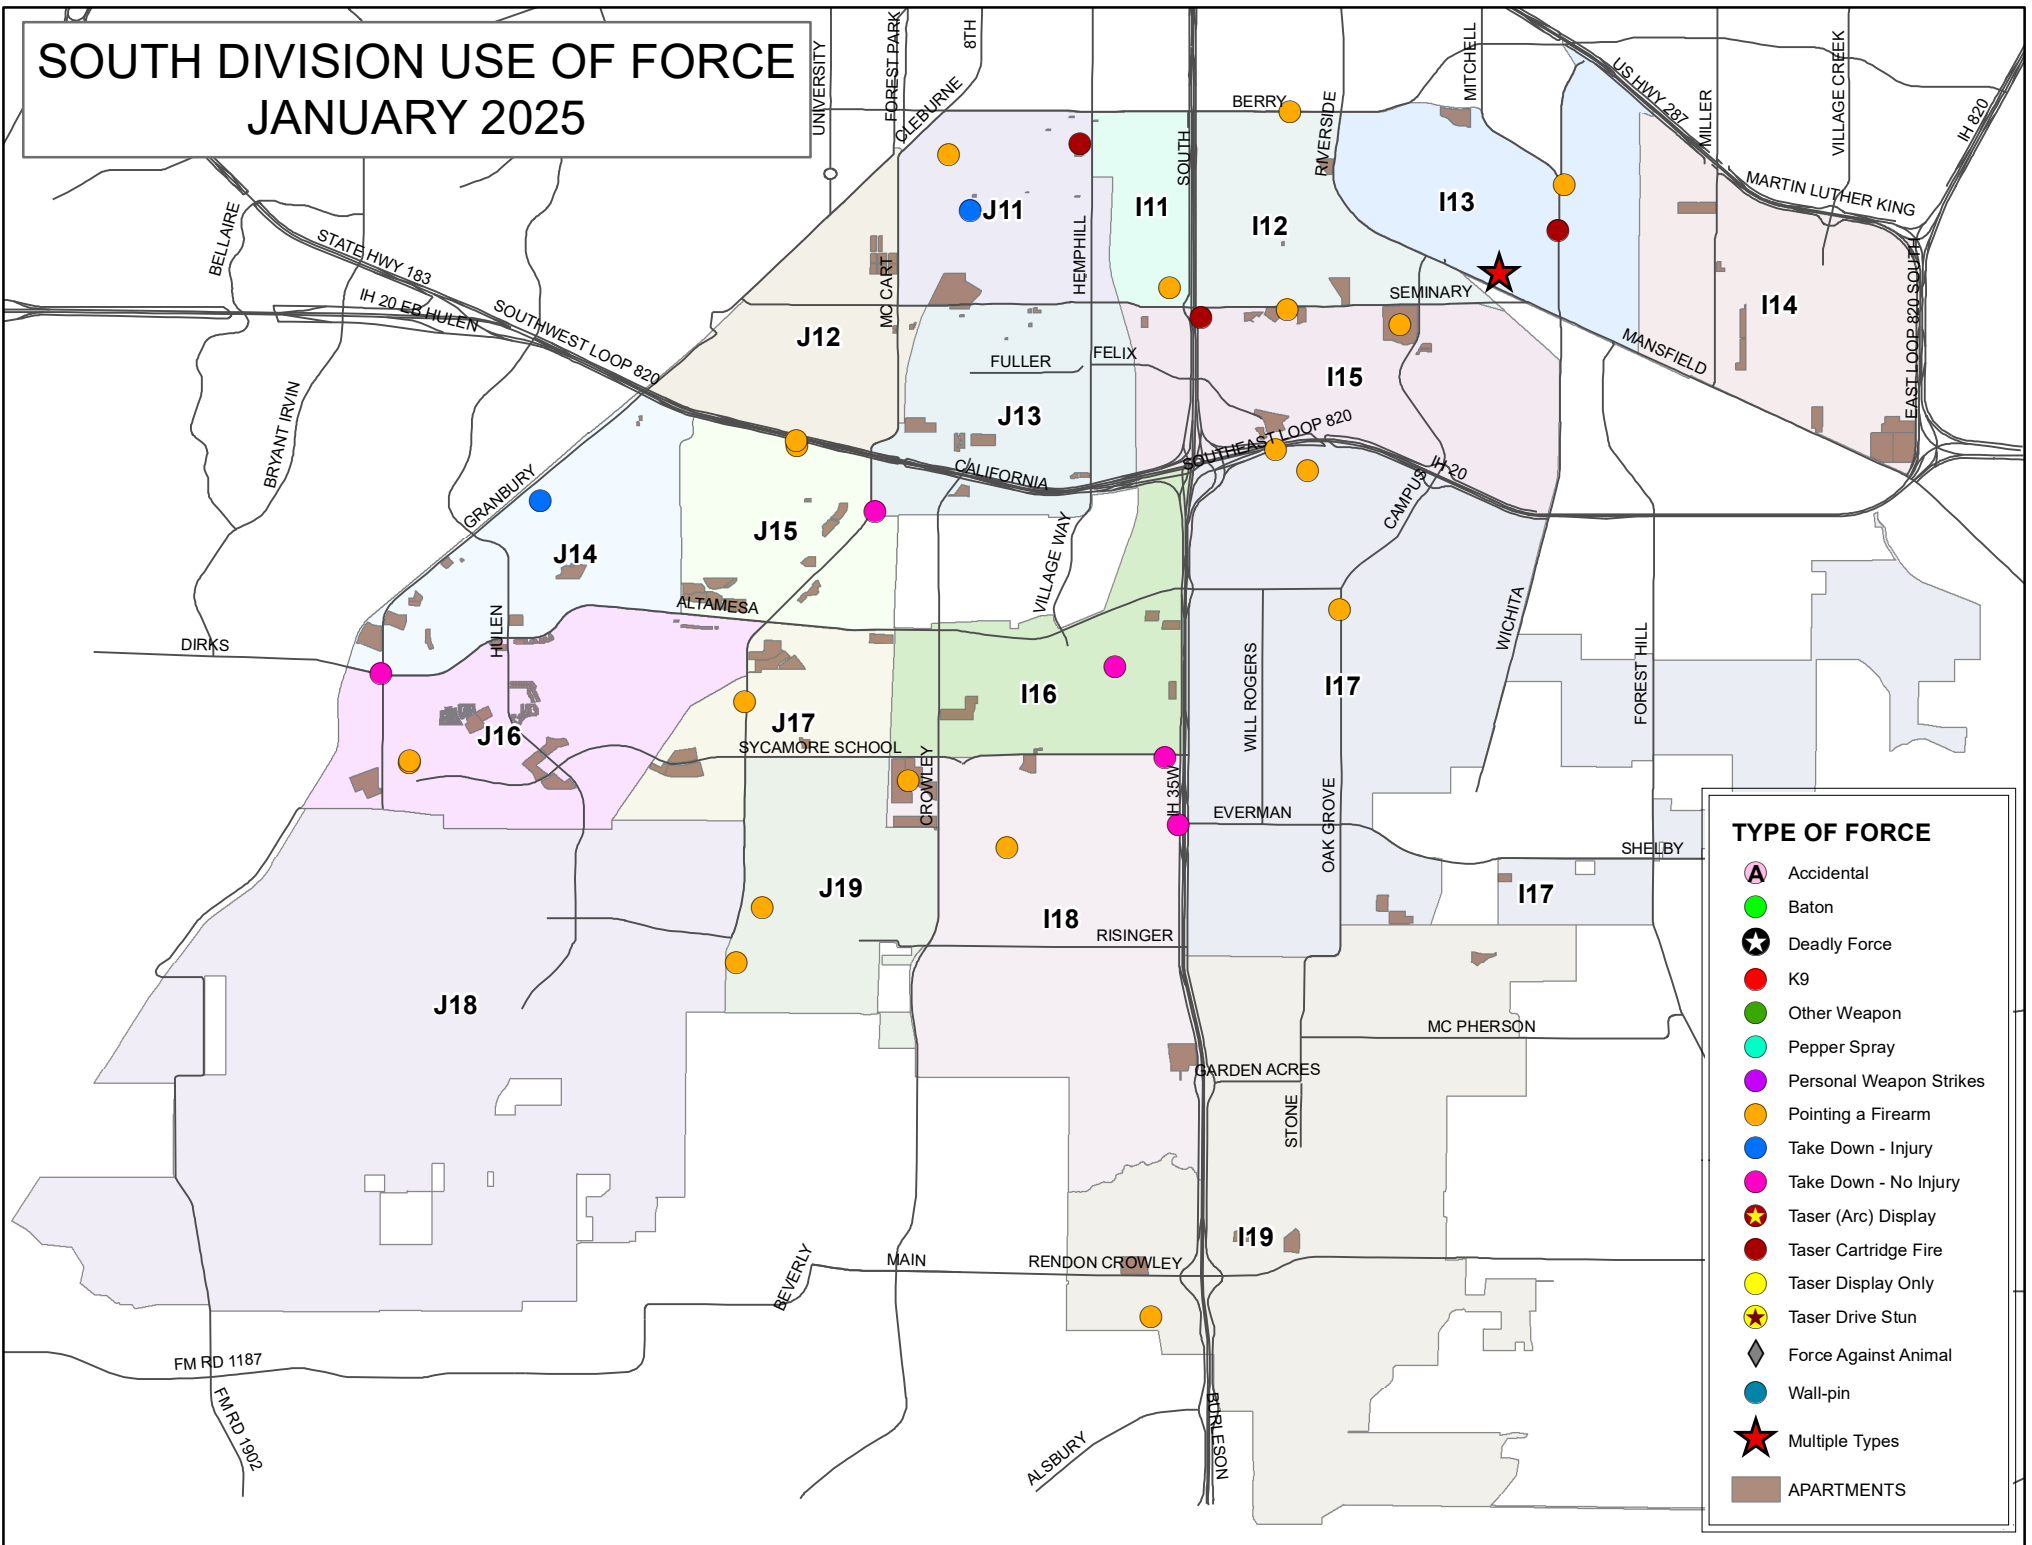 SOUTH DIVISION USE OF FORCE
JANUARY 2025
UNIVERSITY
FOREST PARK
8TH
CLEBURNE
BERRY
RIVERSIDE
MITCHELL
US HWY 287
MILLER
VILLAGE CREEK
IH 820
MARTIN LUTHER KING
SOUTH
BELLAIRE
STATE HWY 183
IH 20 EB HULEN
SOUTHWEST LOOP 820
MC CART
HEMPHILL
J11
I11
I12
I13
I14
SEMINARY
EAST LOOP 820 SOUTH
MANSFIELD
J12
FULLER
FELIX
I15
J13
BRYANT IRVIN
SOUTHEAST LOOP 820
CALIFORNIA
IH 20
CAMPUS
GRANBURY
J15
J14
VILLAGE WAY
ALTAMESA
HULEN
DIRKS
WICHITA
WILL ROGERS
FOREST HILL
I16
I17
J16
J17
SYCAMORE SCHOOL
CROWLEY
IH 35W
EVERMAN
OAK GROVE
SHELBY
J19
I17
I18
RISINGER
J18
MC PHERSON
GARDEN ACRES
STONE
I19
MAIN
RENDON CROWLEY
BEVERLY
FM RD 1187
FM RD 1902
ALSBURY
BURLESON
TYPE OF FORCE
A
Accidental
Baton
Deadly Force
K9
Other Weapon
Pepper Spray
Personal Weapon Strikes
Pointing a Firearm
Take Down - Injury
Take Down - No Injury
Taser (Arc) Display
Taser Cartridge Fire
Taser Display Only
Taser Drive Stun
Force Against Animal
Wall-pin
Multiple Types
APARTMENTS